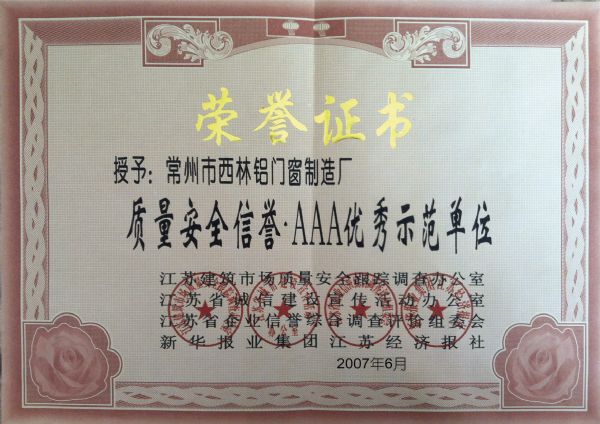 荣誉证书
授予：常州市西林铝门窗制造厂
质量安全信誉·AAA优秀示范单位
江苏建筑市场质量安全跟踪调查办公室
江苏省诚信建设宣传活动办公室
江苏省企业信誉综合调查评价组委会
新华报业集团江苏经济报社
2007年6月